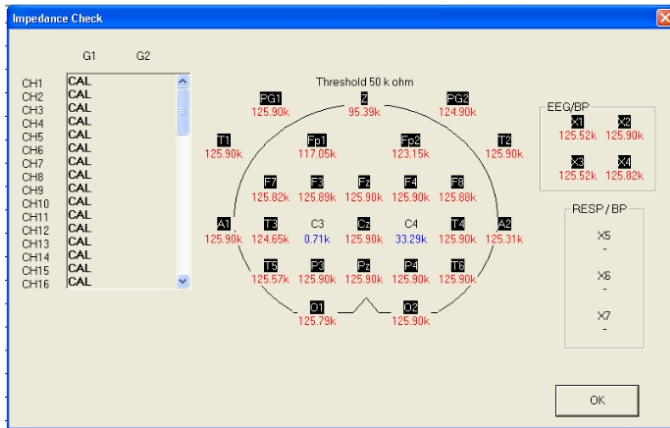 Impedance Check
G1 G2
CH1 CAL
CH2 CAL
CH3 CAL
CH4 CAL
CH5 CAL
CH6 CAL
CH7 CAL
CH8 CAL
CH9 CAL
CH10 CAL
CH11 CAL
CH12 CAL
CH13 CAL
CH14 CAL
CH15 CAL
CH16 CAL
Threshold 50 k ohm
PG1 Z PG2
125.90k 95.39k 124.90k
T1 Fp1 Fp2 T2
125.90k 117.05k 123.15k 125.90k
F7 F3 Fz F4 F8
125.82k 125.89k 125.90k 125.90k 125.88k
A1 T3 C3 Cz C4 T4 A2
125.90k 124.65k 0.71k 125.90k 33.29k 125.90k 125.31k
T5 P3 Pz P4 T6
125.57k 125.90k 125.90k 125.90k 125.90k
O1 O2
125.79k 125.90k
EEG/BP
X1 X2
125.52k 125.90k
X3 X4
125.52k 125.82k
RESP/BP
X5
-
X6
-
X7
-
OK